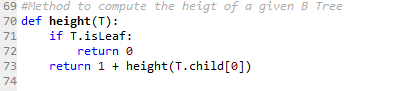 69 #Method to compute the heigt of a given B Tree
70 def height(T):
71     if T.isLeaf:
72         return 0
73     return 1 + height(T.child[0])
74